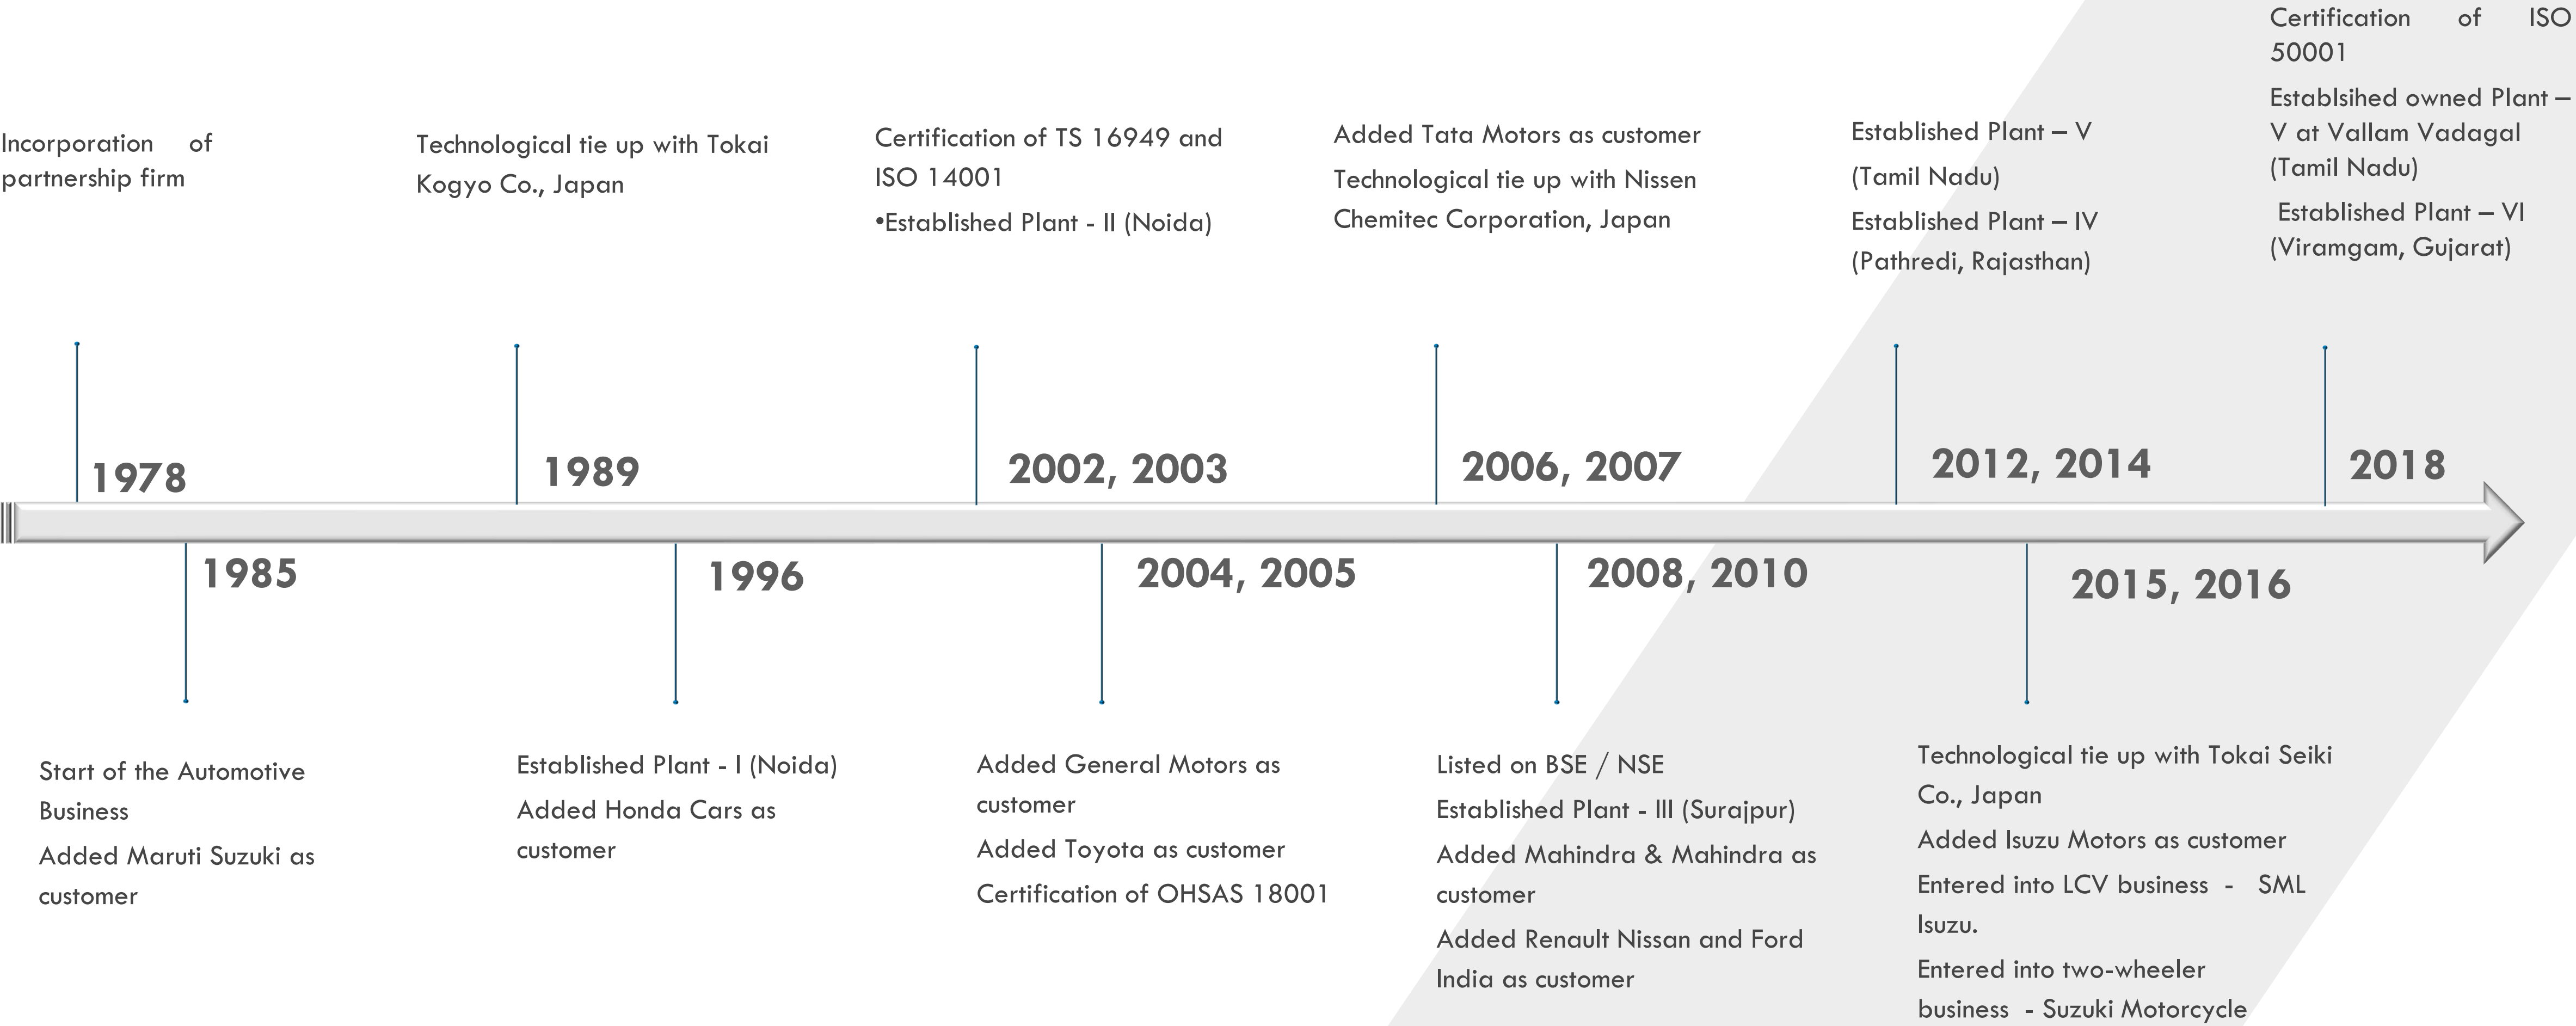 Certification of ISO
50001
Establsihed owned Plant –
V at Vallam Vadagal
(Tamil Nadu)
Established Plant – VI
(Viramgam, Gujarat)
Incorporation of
partnership firm
Technological tie up with Tokai
Kogyo Co., Japan
Certification of TS 16949 and
ISO 14001
•Established Plant - II (Noida)
Added Tata Motors as customer
Technological tie up with Nissen
Chemitec Corporation, Japan
Established Plant – V
(Tamil Nadu)
Established Plant – IV
(Pathredi, Rajasthan)
1978
1989
2002, 2003
2006, 2007
2012, 2014
2018
1985
1996
2004, 2005
2008, 2010
2015, 2016
Start of the Automotive
Business
Added Maruti Suzuki as
customer
Established Plant - I (Noida)
Added Honda Cars as
customer
Added General Motors as
customer
Added Toyota as customer
Certification of OHSAS 18001
Listed on BSE / NSE
Established Plant - III (Surajpur)
Added Mahindra & Mahindra as
customer
Added Renault Nissan and Ford
India as customer
Technological tie up with Tokai Seiki
Co., Japan
Added Isuzu Motors as customer
Entered into LCV business - SML
Isuzu.
Entered into two-wheeler
business - Suzuki Motorcycle